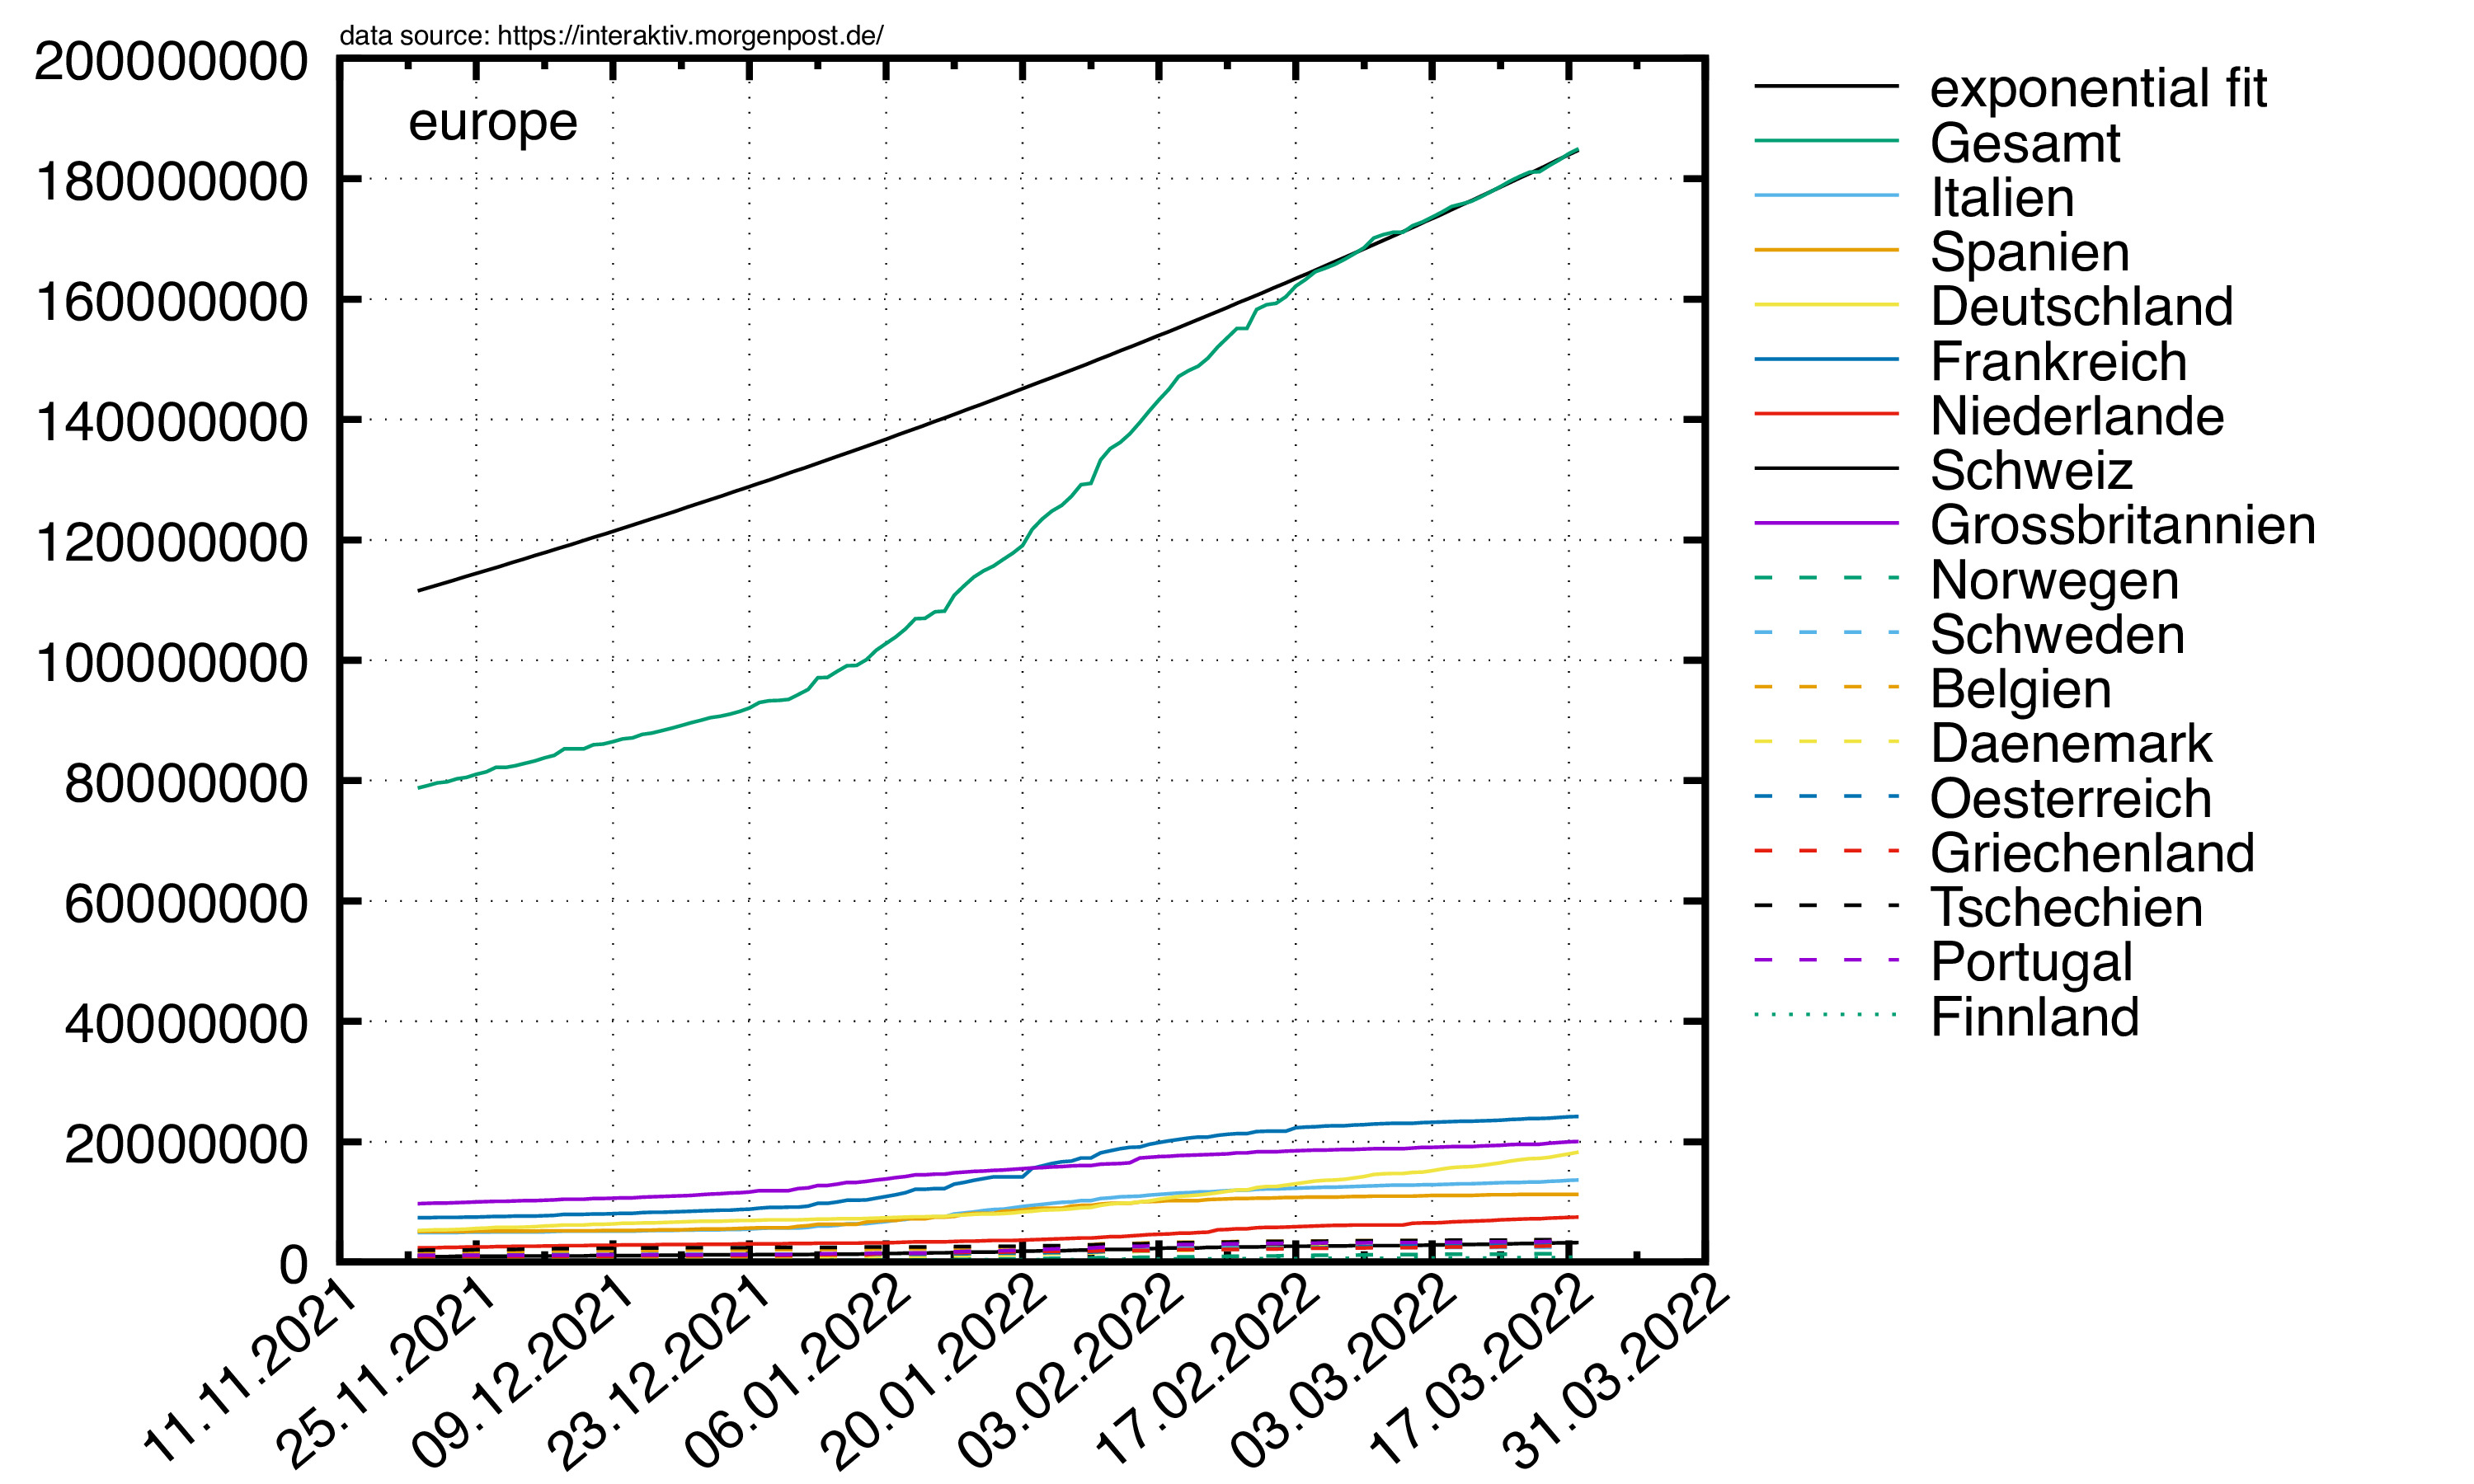 data source: https://interaktiv.morgenpost.de/
europe
200000000
180000000
160000000
140000000
120000000
100000000
80000000
60000000
40000000
20000000
0
11.11.2021
25.11.2021
09.12.2021
23.12.2021
06.01.2022
20.01.2022
03.02.2022
17.02.2022
03.03.2022
17.03.2022
31.03.2022
exponential fit
Gesamt
Italien
Spanien
Deutschland
Frankreich
Niederlande
Schweiz
Grossbritannien
Norwegen
Schweden
Belgien
Daenemark
Oesterreich
Griechenland
Tschechien
Portugal
Finnland